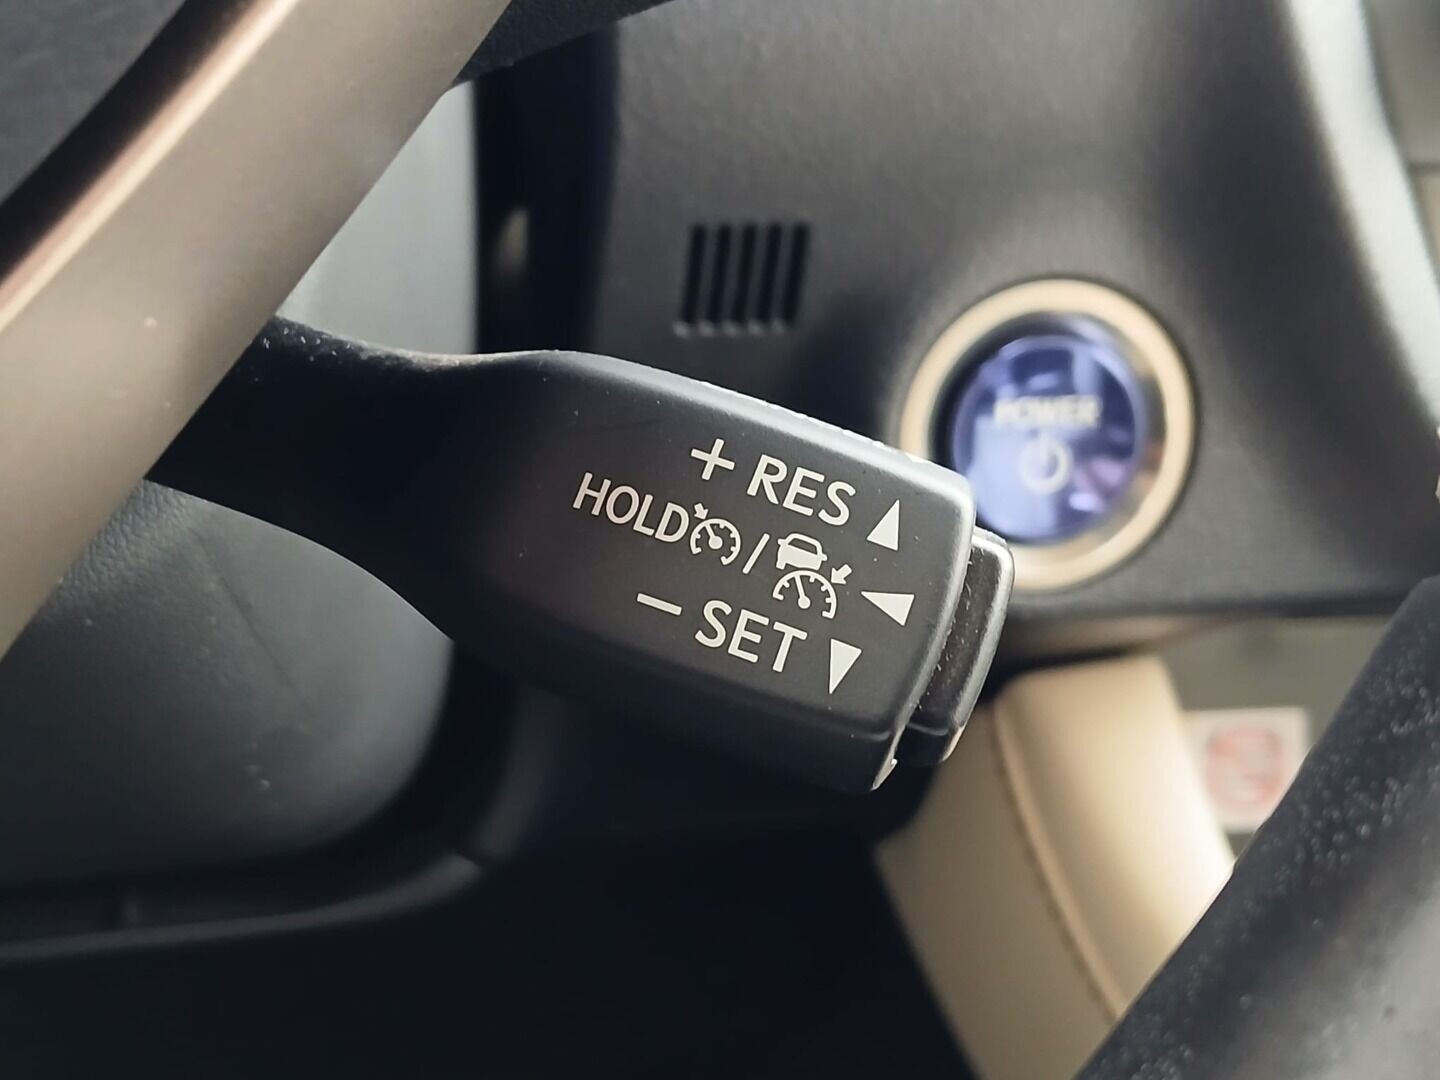 + RES
HOLD /
− SET
POWER